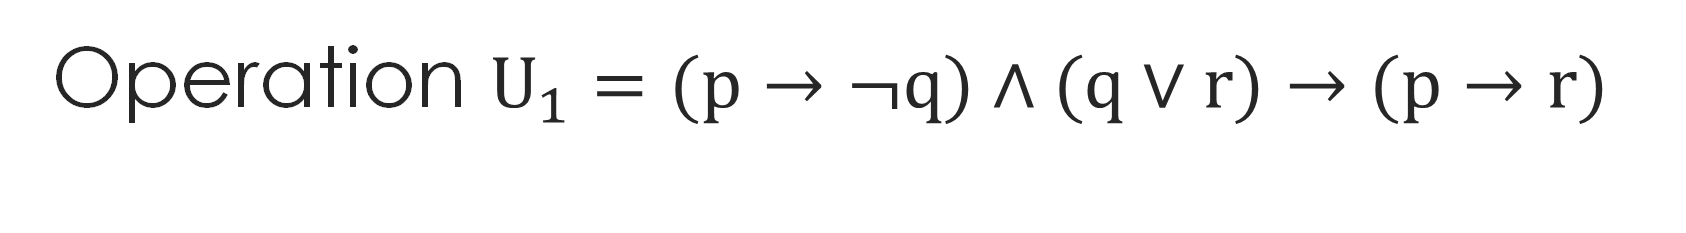 Operation U₁ = (p → ¬q) ∧ (q ∨ r) → (p → r)